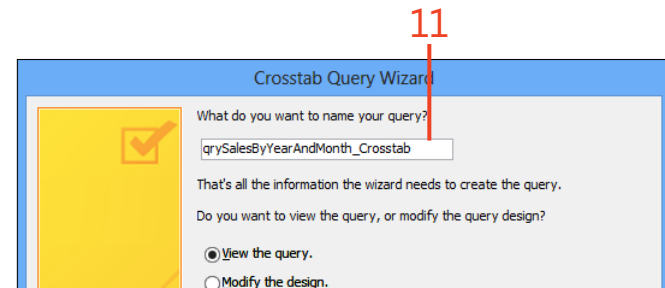 11
Crosstab Query Wizard
What do you want to name your query?
qrySalesByYearAndMonth_Crosstab
That's all the information the wizard needs to create the query.
Do you want to view the query, or modify the query design?
View the query.
Modify the design.